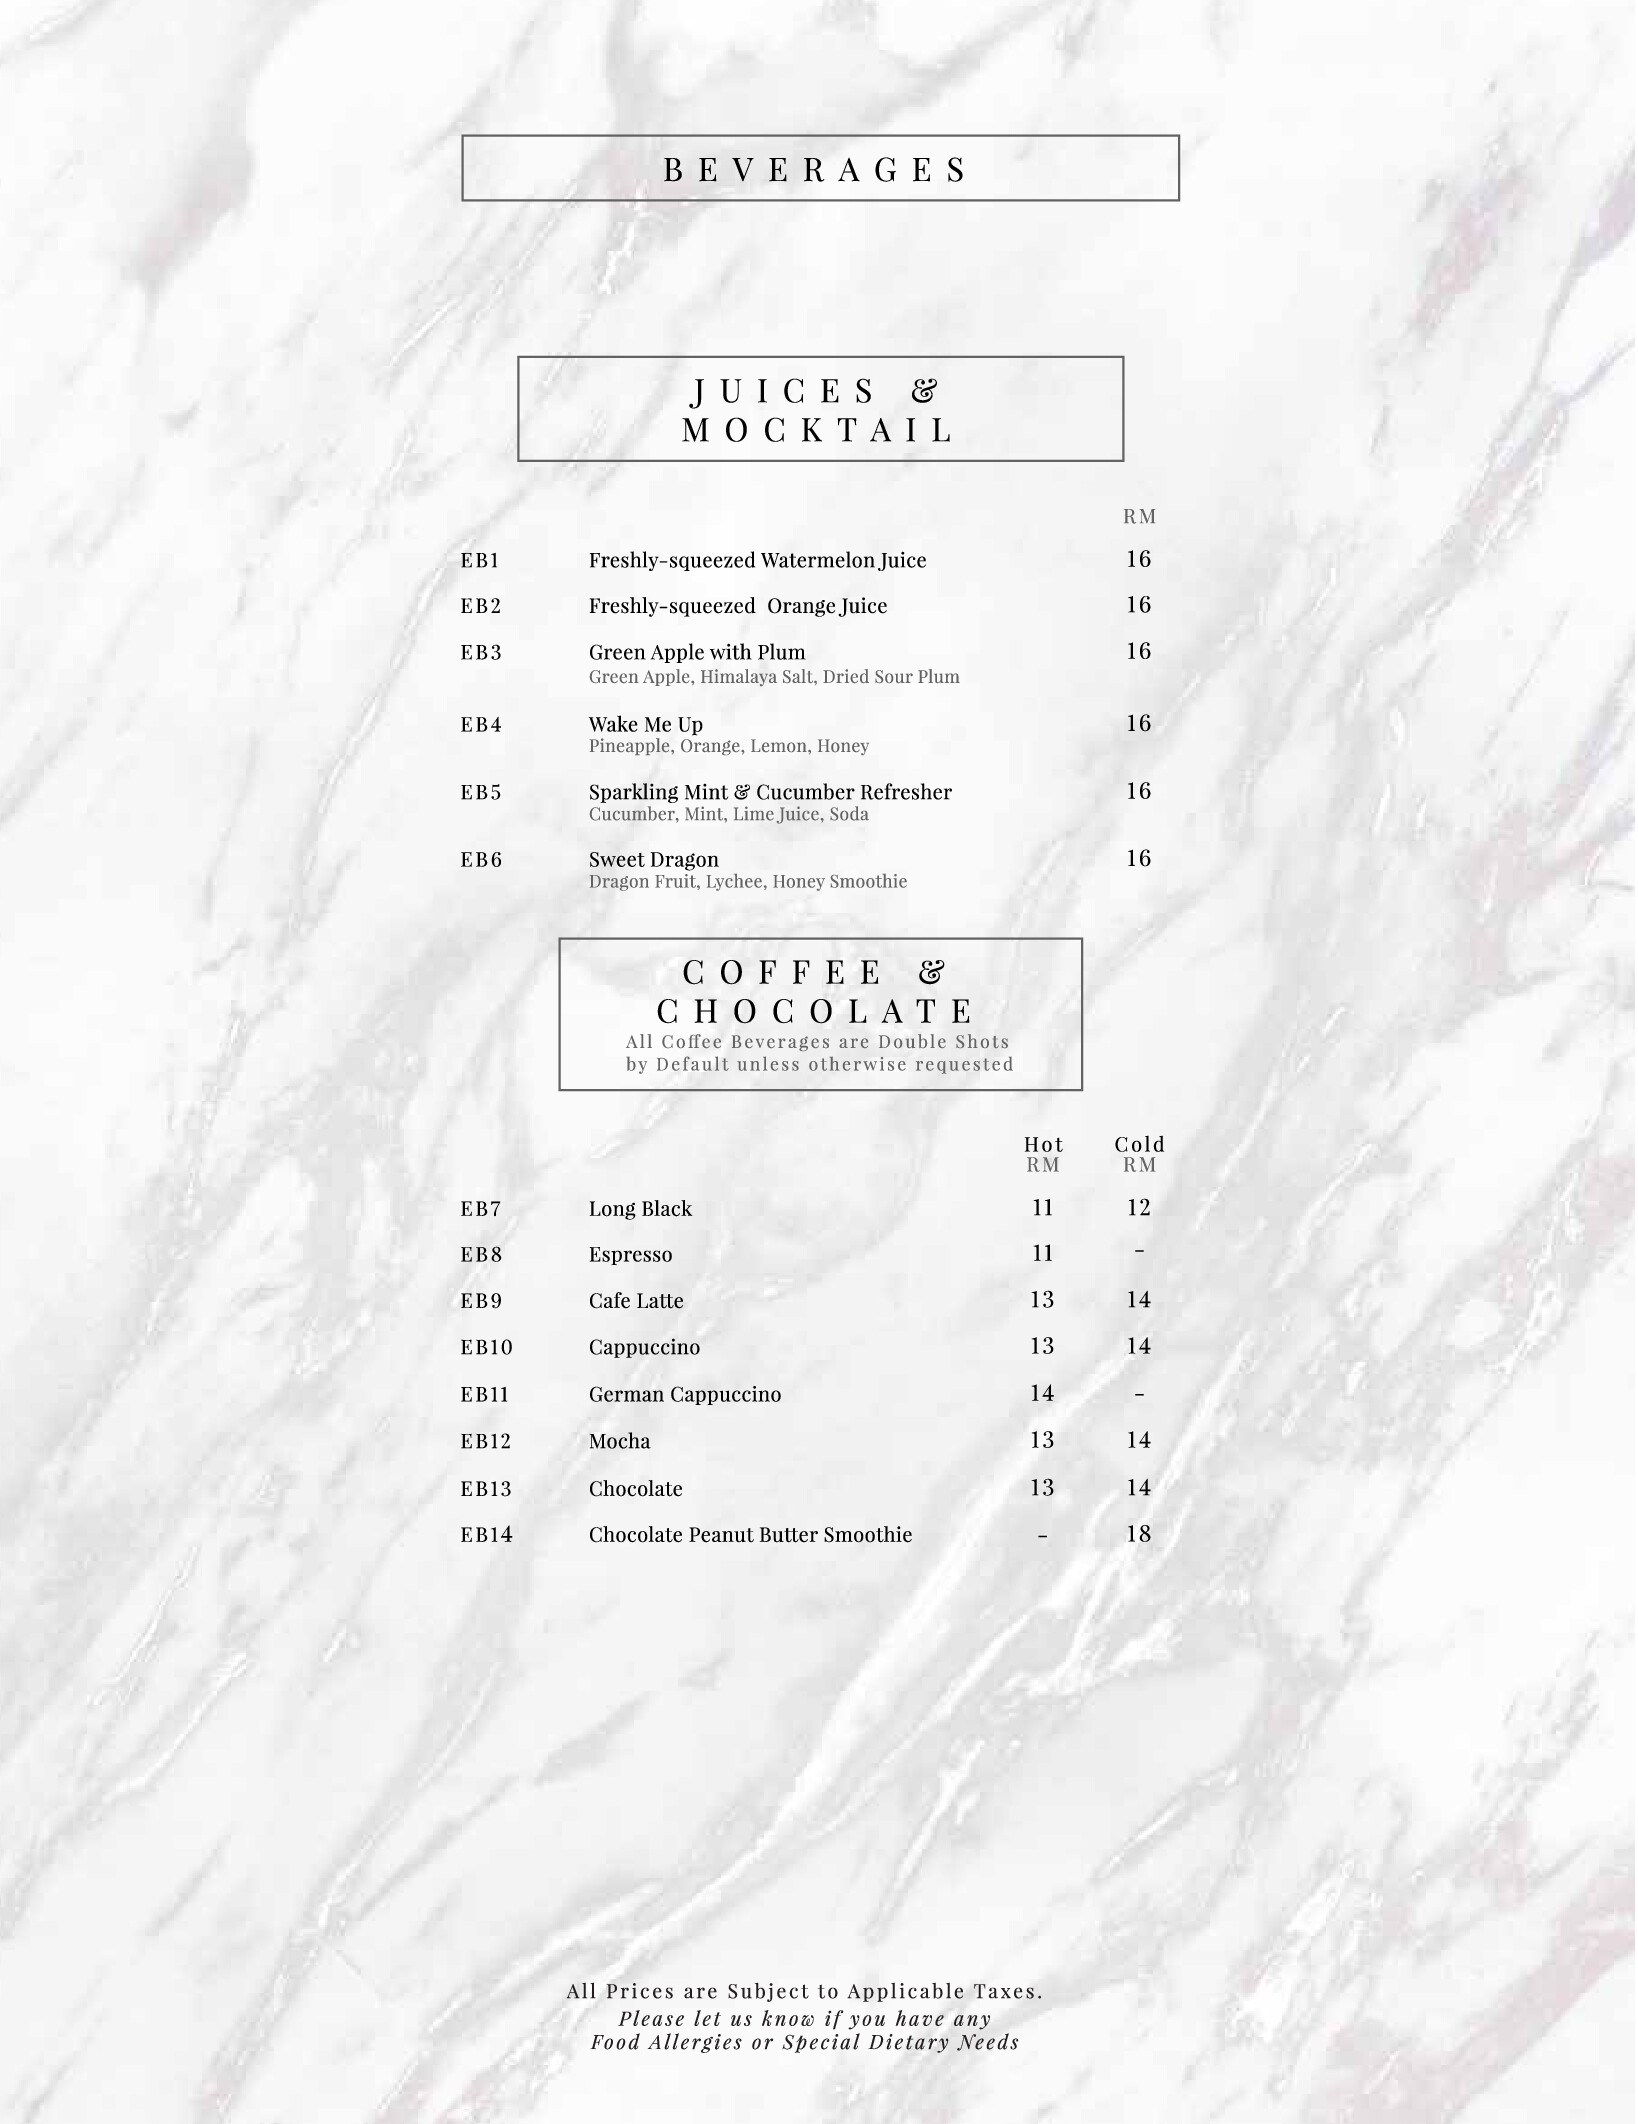 BEVERAGES
JUICES &
MOCKTAIL
RM
EB1 Freshly-squeezed Watermelon Juice 16
EB2 Freshly-squeezed Orange Juice 16
EB3 Green Apple with Plum 16
Green Apple, Himalaya Salt, Dried Sour Plum
EB4 Wake Me Up 16
Pineapple, Orange, Lemon, Honey
EB5 Sparkling Mint & Cucumber Refresher 16
Cucumber, Mint, Lime Juice, Soda
EB6 Sweet Dragon 16
Dragon Fruit, Lychee, Honey Smoothie
COFFEE &
CHOCOLATE
All Coffee Beverages are Double Shots
by Default unless otherwise requested
Hot Cold
RM RM
EB7 Long Black 11 12
EB8 Espresso 11 -
EB9 Cafe Latte 13 14
EB10 Cappuccino 13 14
EB11 German Cappuccino 14 -
EB12 Mocha 13 14
EB13 Chocolate 13 14
EB14 Chocolate Peanut Butter Smoothie - 18
All Prices are Subject to Applicable Taxes.
Please let us know if you have any
Food Allergies or Special Dietary Needs